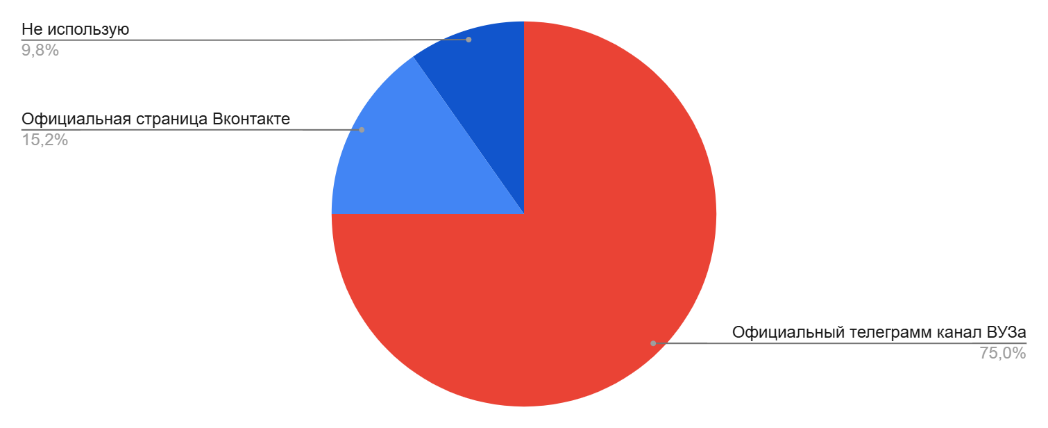 Не использую
9,8%
Официальная страница Вконтакте
15,2%
Официальный телеграмм канал ВУЗа
75,0%